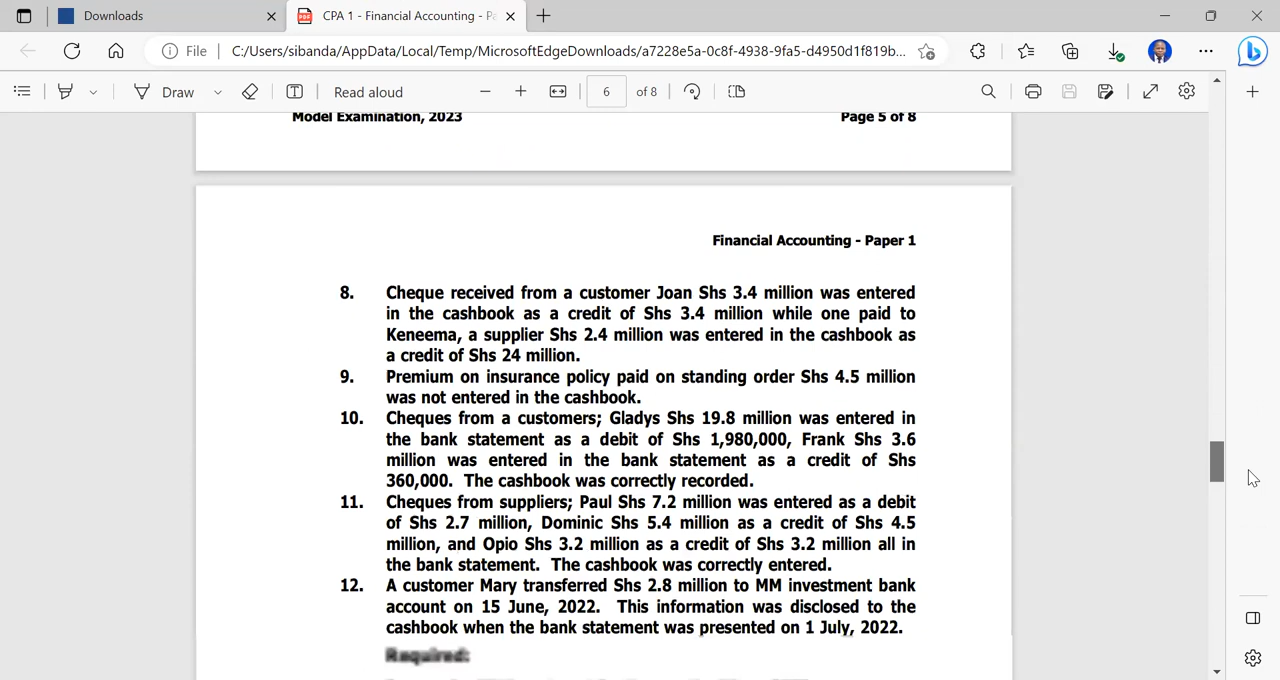 Downloads
CPA 1 - Financial Accounting - Pa
File
C:/Users/sibanda/AppData/Local/Temp/MicrosoftEdgeDownloads/a7228e5a-0c8f-4938-9fa5-d4950d1f819b...
Draw
Read aloud
6 of 8
Model Examination, 2023 Page 5 of 8
Financial Accounting - Paper 1
8. Cheque received from a customer Joan Shs 3.4 million was entered
in the cashbook as a credit of Shs 3.4 million while one paid to
Keneema, a supplier Shs 2.4 million was entered in the cashbook as
a credit of Shs 24 million.
9. Premium on insurance policy paid on standing order Shs 4.5 million
was not entered in the cashbook.
10. Cheques from a customers; Gladys Shs 19.8 million was entered in
the bank statement as a debit of Shs 1,980,000, Frank Shs 3.6
million was entered in the bank statement as a credit of Shs
360,000. The cashbook was correctly recorded.
11. Cheques from suppliers; Paul Shs 7.2 million was entered as a debit
of Shs 2.7 million, Dominic Shs 5.4 million as a credit of Shs 4.5
million, and Opio Shs 3.2 million as a credit of Shs 3.2 million all in
the bank statement. The cashbook was correctly entered.
12. A customer Mary transferred Shs 2.8 million to MM investment bank
account on 15 June, 2022. This information was disclosed to the
cashbook when the bank statement was presented on 1 July, 2022.
Required: